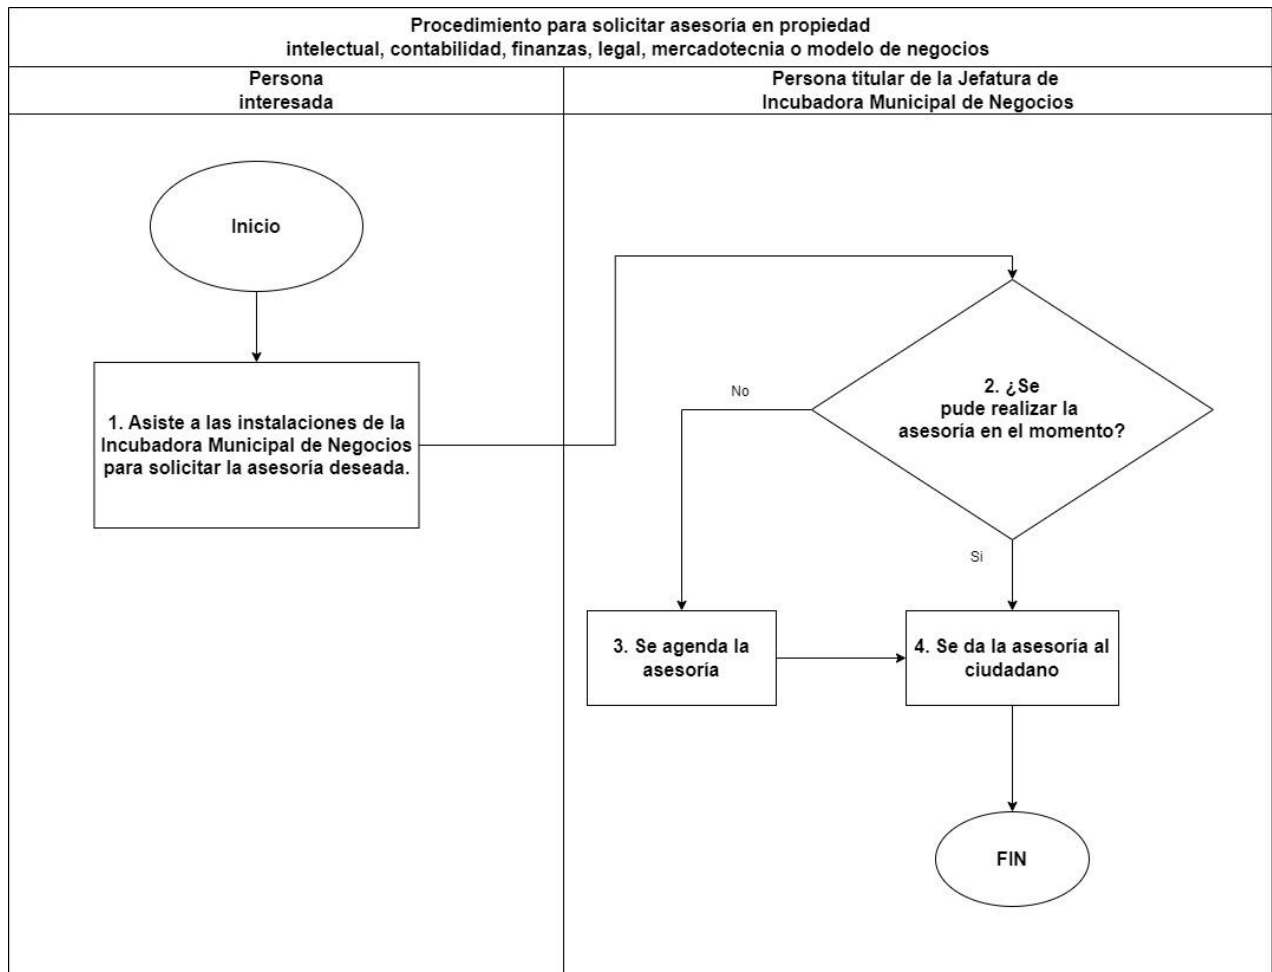 Procedimiento para solicitar asesoría en propiedad
intelectual, contabilidad, finanzas, legal, mercadotecnia o modelo de negocios
Persona
interesada
Persona titular de la Jefatura de
Incubadora Municipal de Negocios
Inicio
1. Asiste a las instalaciones de la
Incubadora Municipal de Negocios
para solicitar la asesoría deseada.
2. ¿Se
pude realizar la
asesoría en el momento?
No
Si
3. Se agenda la
asesoría
4. Se da la asesoría al
ciudadano
FIN